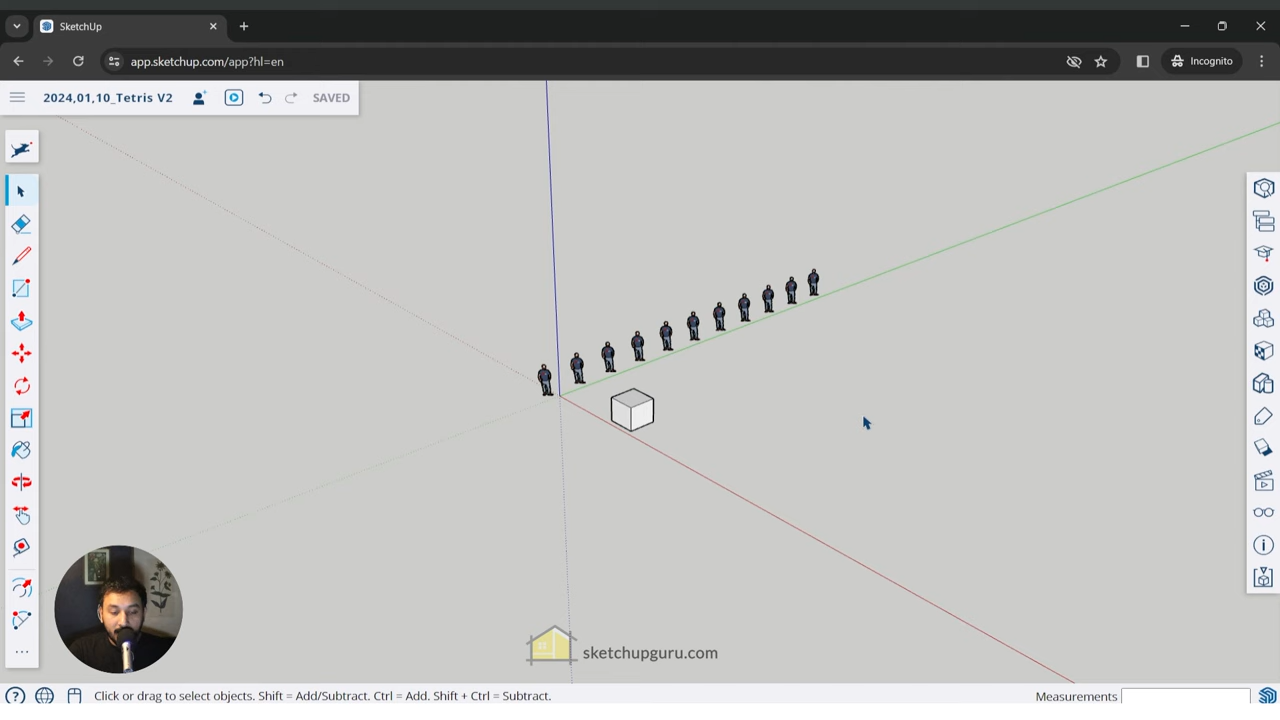 SketchUp
app.sketchup.com/app?hl=en
Incognito
2024,01,10_Tetris V2
SAVED
sketchupguru.com
Click or drag to select objects. Shift = Add/Subtract. Ctrl = Add. Shift + Ctrl = Subtract.
Measurements